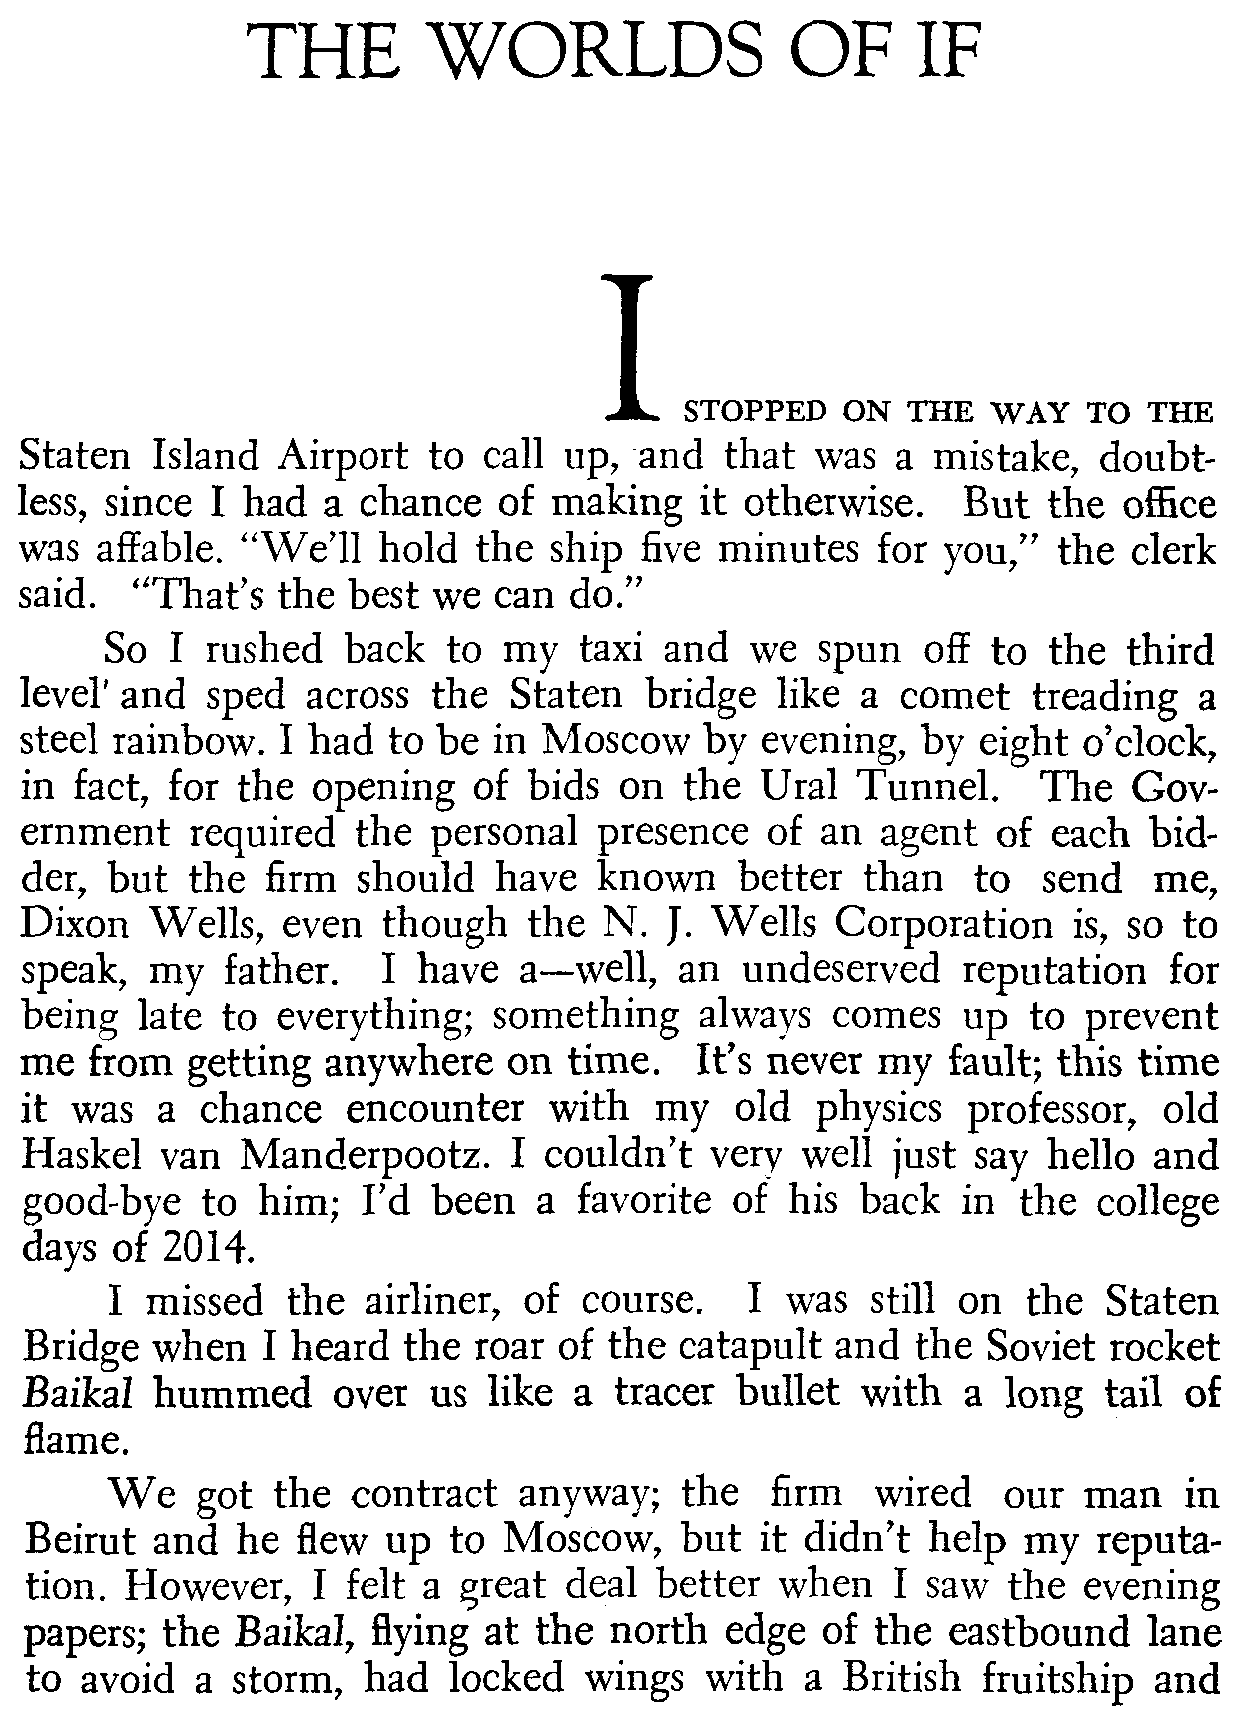 THE WORLDS OF IF
I STOPPED ON THE WAY TO THE
Staten Island Airport to call up, and that was a mistake, doubt-
less, since I had a chance of making it otherwise. But the office
was affable. “We’ll hold the ship five minutes for you,” the clerk
said. “That’s the best we can do.”
So I rushed back to my taxi and we spun off to the third
level' and sped across the Staten bridge like a comet treading a
steel rainbow. I had to be in Moscow by evening, by eight o’clock,
in fact, for the opening of bids on the Ural Tunnel. The Gov-
ernment required the personal presence of an agent of each bid-
der, but the firm should have known better than to send me,
Dixon Wells, even though the N. J. Wells Corporation is, so to
speak, my father. I have a—well, an undeserved reputation for
being late to everything; something always comes up to prevent
me from getting anywhere on time. It’s never my fault; this time
it was a chance encounter with my old physics professor, old
Haskel van Manderpootz. I couldn’t very well just say hello and
good-bye to him; I’d been a favorite of his back in the college
days of 2014.
I missed the airliner, of course. I was still on the Staten
Bridge when I heard the roar of the catapult and the Soviet rocket
Baikal hummed over us like a tracer bullet with a long tail of
flame.
We got the contract anyway; the firm wired our man in
Beirut and he flew up to Moscow, but it didn’t help my reputa-
tion. However, I felt a great deal better when I saw the evening
papers; the Baikal, flying at the north edge of the eastbound lane
to avoid a storm, had locked wings with a British fruitship and